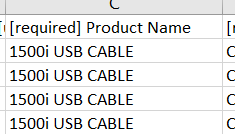 C
[required] Product Name
1500i USB CABLE
1500i USB CABLE
1500i USB CABLE
1500i USB CABLE